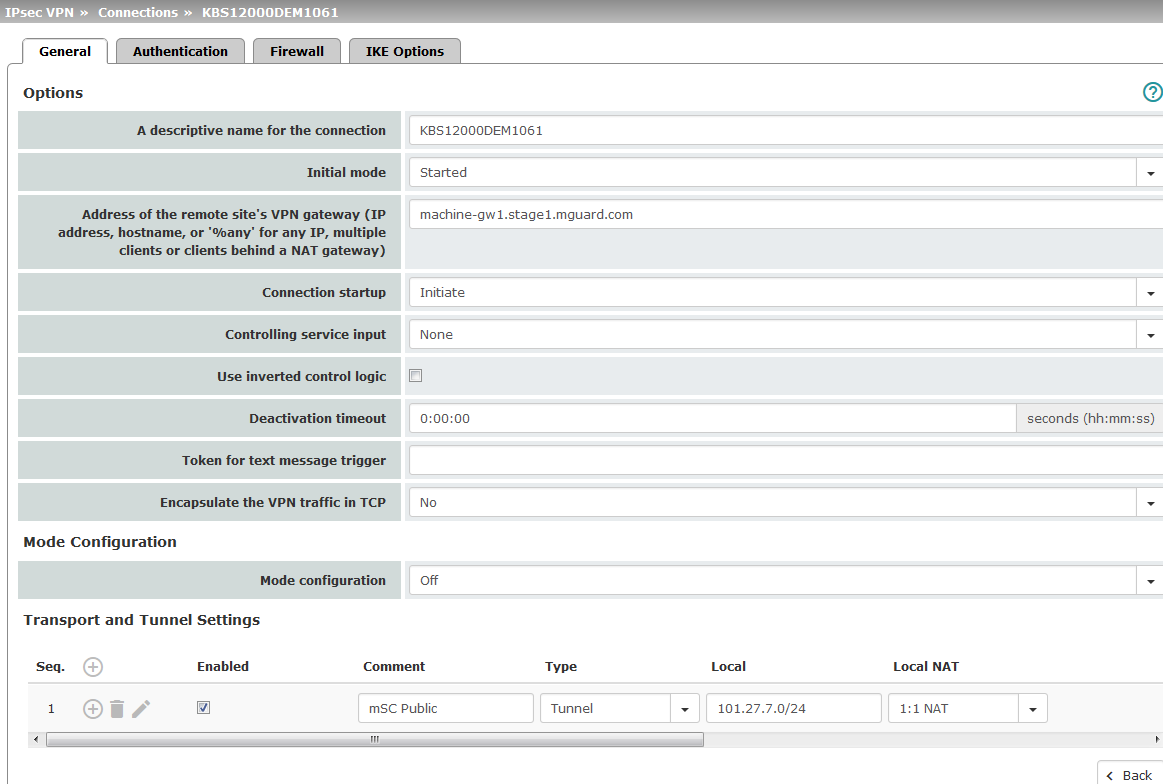 IPsec VPN » Connections » KBS12000DEM1061
General Authentication Firewall IKE Options
Options
?
A descriptive name for the connection KBS12000DEM1061
Initial mode Started
Address of the remote site's VPN gateway (IP
address, hostname, or '%any' for any IP, multiple
clients or clients behind a NAT gateway)
machine-gw1.stage1.mguard.com
Connection startup Initiate
Controlling service input None
Use inverted control logic
Deactivation timeout 0:00:00 seconds (hh:mm:ss)
Token for text message trigger
Encapsulate the VPN traffic in TCP No
Mode Configuration
Mode configuration Off
Transport and Tunnel Settings
Seq. Enabled Comment Type Local Local NAT
1 mSC Public Tunnel 101.27.7.0/24 1:1 NAT
Back